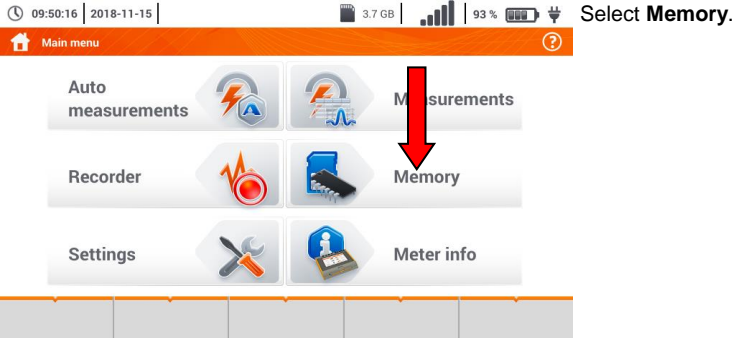 09:50:16 2018-11-15 3.7 GB 93 %
Select Memory.
Main menu
Auto
measurements
Measurements
Recorder
Memory
Settings
Meter info